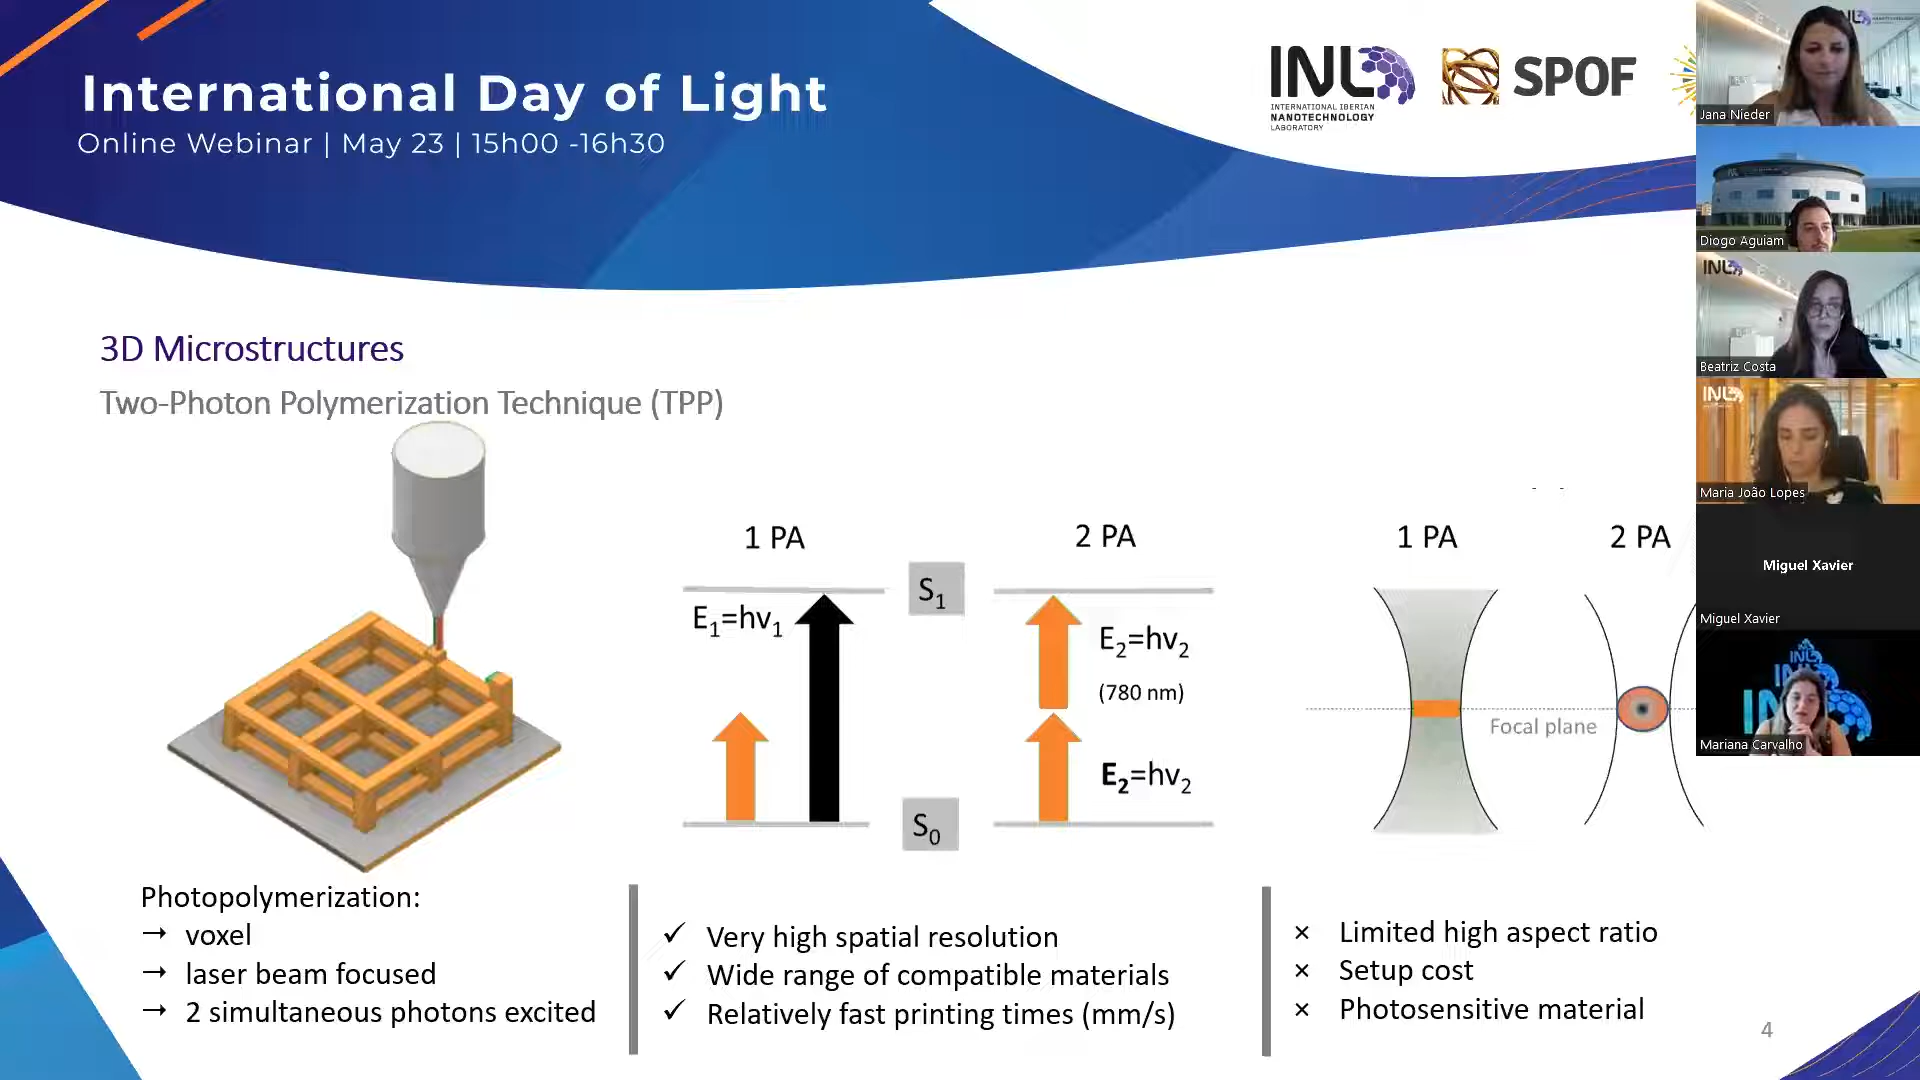 International Day of Light
Online Webinar | May 23 | 15h00 -16h30
INL
INTERNATIONAL IBERIAN
NANOTECHNOLOGY
LABORATORY
SPOF
3D Microstructures
Two-Photon Polymerization Technique (TPP)
1 PA
2 PA
S1
E1=hv1
E2=hv2
(780 nm)
E2=hv2
S0
1 PA
2 PA
Focal plane
Photopolymerization:
→ voxel
→ laser beam focused
→ 2 simultaneous photons excited
✓ Very high spatial resolution
✓ Wide range of compatible materials
✓ Relatively fast printing times (mm/s)
× Limited high aspect ratio
× Setup cost
× Photosensitive material
4
Jana Nieder
INL
Diogo Aguiam
INL
Beatriz Costa
INL
Maria João Lopes
Miguel Xavier
Miguel Xavier
INL
Mariana Carvalho